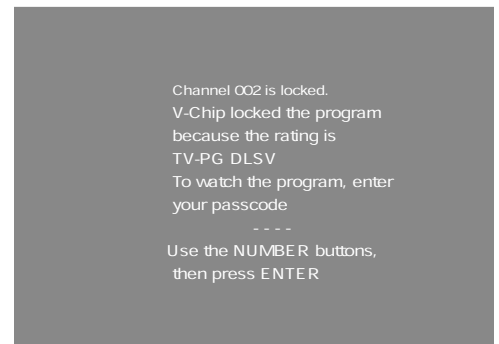 Channel 002 is locked.
V-Chip locked the program
because the rating is
TV-PG DLSV
To watch the program, enter
your passcode
- - - -
Use the NUMBER buttons,
then press ENTER